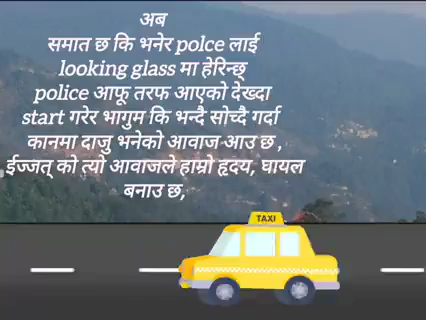 अब
समात छ कि भनेर polce लाई
looking glass मा हेरिन्छ्
police आफू तरफ आएको देख्दा
start गरेर भागुम कि भन्दै सोच्दै गर्दा
कानमा दाजु भनेको आवाज आउ छ ,
ईज्जत् को त्यो आवाजले हाम्रो हृदय, घायल
बनाउ छ,
TAXI